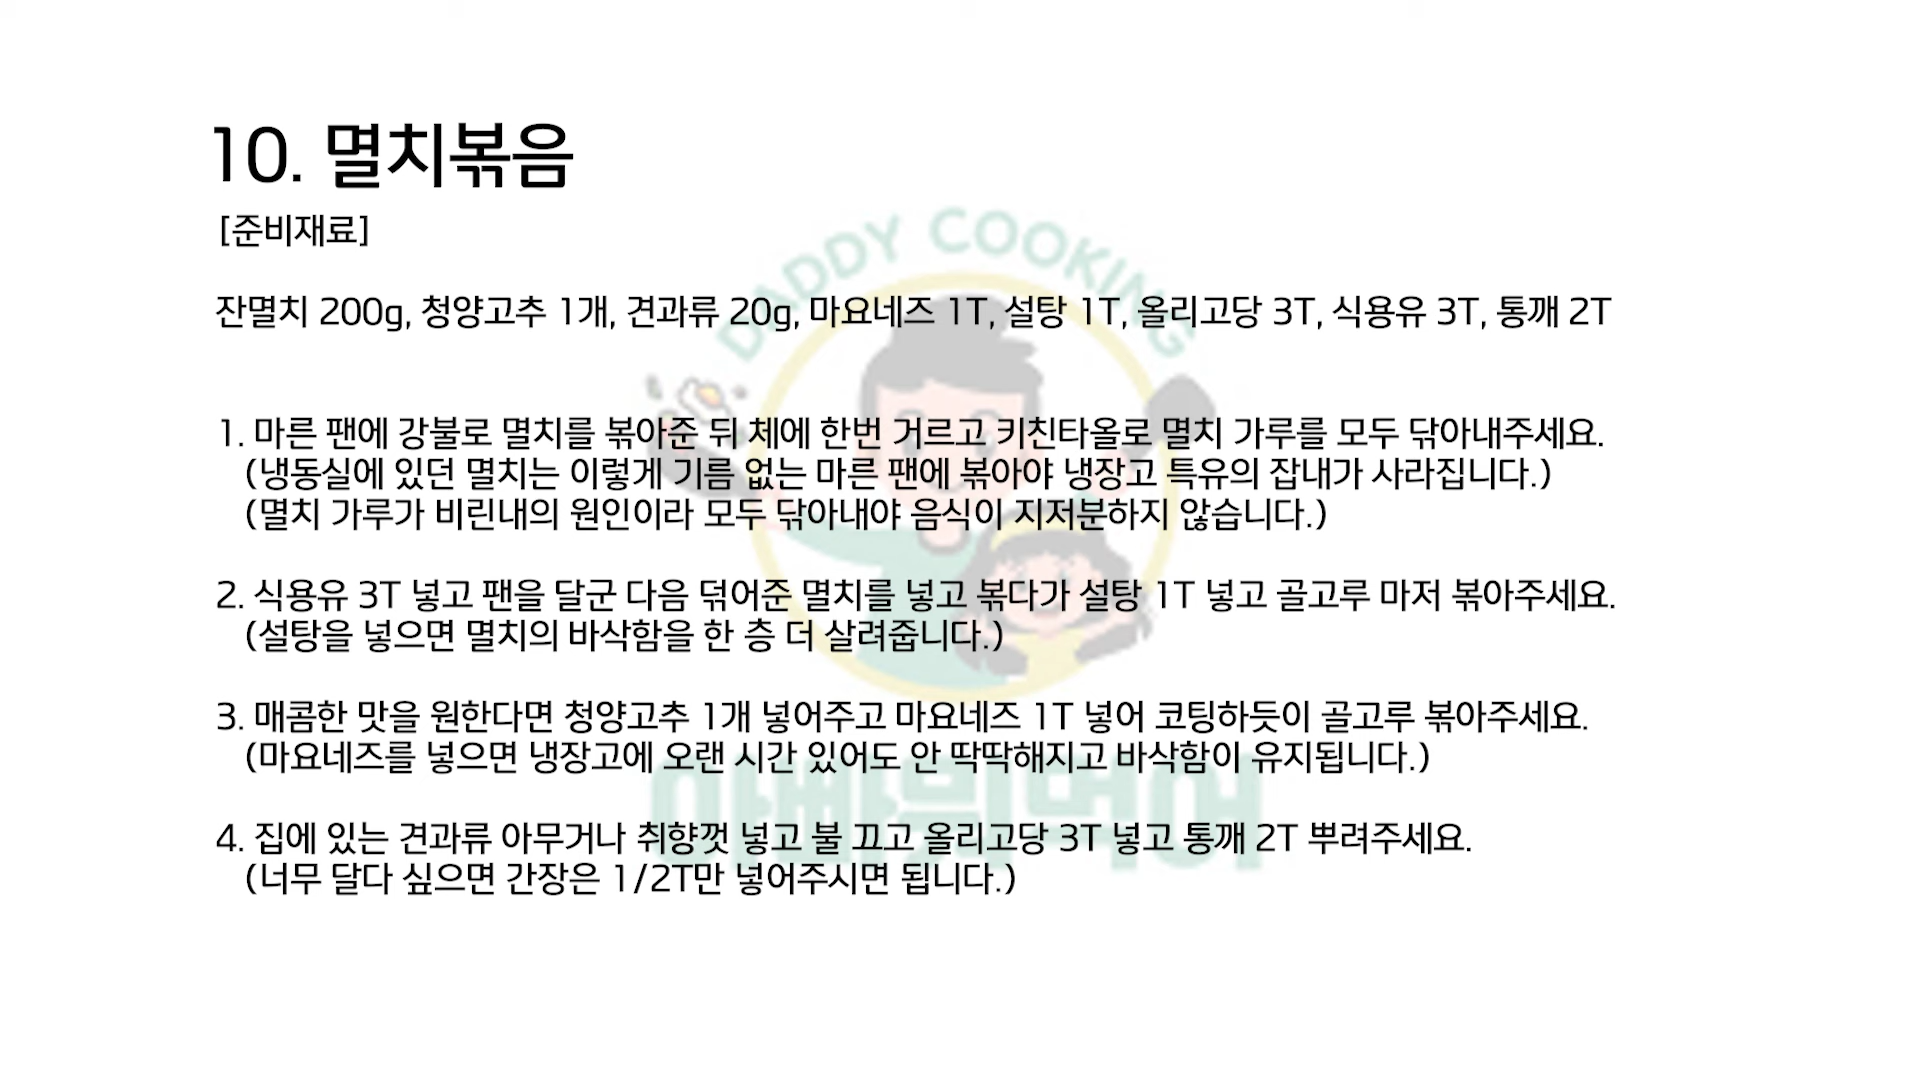 10. 멸치볶음
[준비재료]
DADDY COOKING
잔멸치 200g, 청양고추 1개, 견과류 20g, 마요네즈 1T, 설탕 1T, 올리고당 3T, 식용유 3T, 통깨 2T
1. 마른 팬에 강불로 멸치를 볶아준 뒤 체에 한번 거르고 키친타올로 멸치 가루를 모두 닦아내주세요.
(냉동실에 있던 멸치는 이렇게 기름 없는 마른 팬에 볶아야 냉장고 특유의 잡내가 사라집니다.)
(멸치 가루가 비린내의 원인이라 모두 닦아내야 음식이 지저분하지 않습니다.)
2. 식용유 3T 넣고 팬을 달군 다음 덖어준 멸치를 넣고 볶다가 설탕 1T 넣고 골고루 마저 볶아주세요.
(설탕을 넣으면 멸치의 바삭함을 한 층 더 살려줍니다.)
3. 매콤한 맛을 원한다면 청양고추 1개 넣어주고 마요네즈 1T 넣어 코팅하듯이 골고루 볶아주세요.
(마요네즈를 넣으면 냉장고에 오랜 시간 있어도 안 딱딱해지고 바삭함이 유지됩니다.)
아빠뭐먹어
4. 집에 있는 견과류 아무거나 취향껏 넣고 불 끄고 올리고당 3T 넣고 통깨 2T 뿌려주세요.
(너무 달다 싶으면 간장은 1/2T만 넣어주시면 됩니다.)